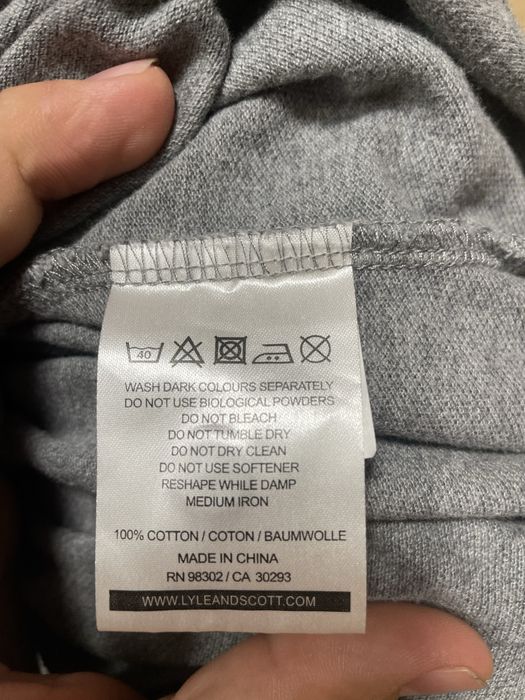 40
WASH DARK COLOURS SEPARATELY
DO NOT USE BIOLOGICAL POWDERS
DO NOT BLEACH
DO NOT TUMBLE DRY
DO NOT DRY CLEAN
DO NOT USE SOFTENER
RESHAPE WHILE DAMP
MEDIUM IRON
100% COTTON / COTON / BAUMWOLLE
MADE IN CHINA
RN 98302 / CA 30293
WWW.LYLEANDSCOTT.COM